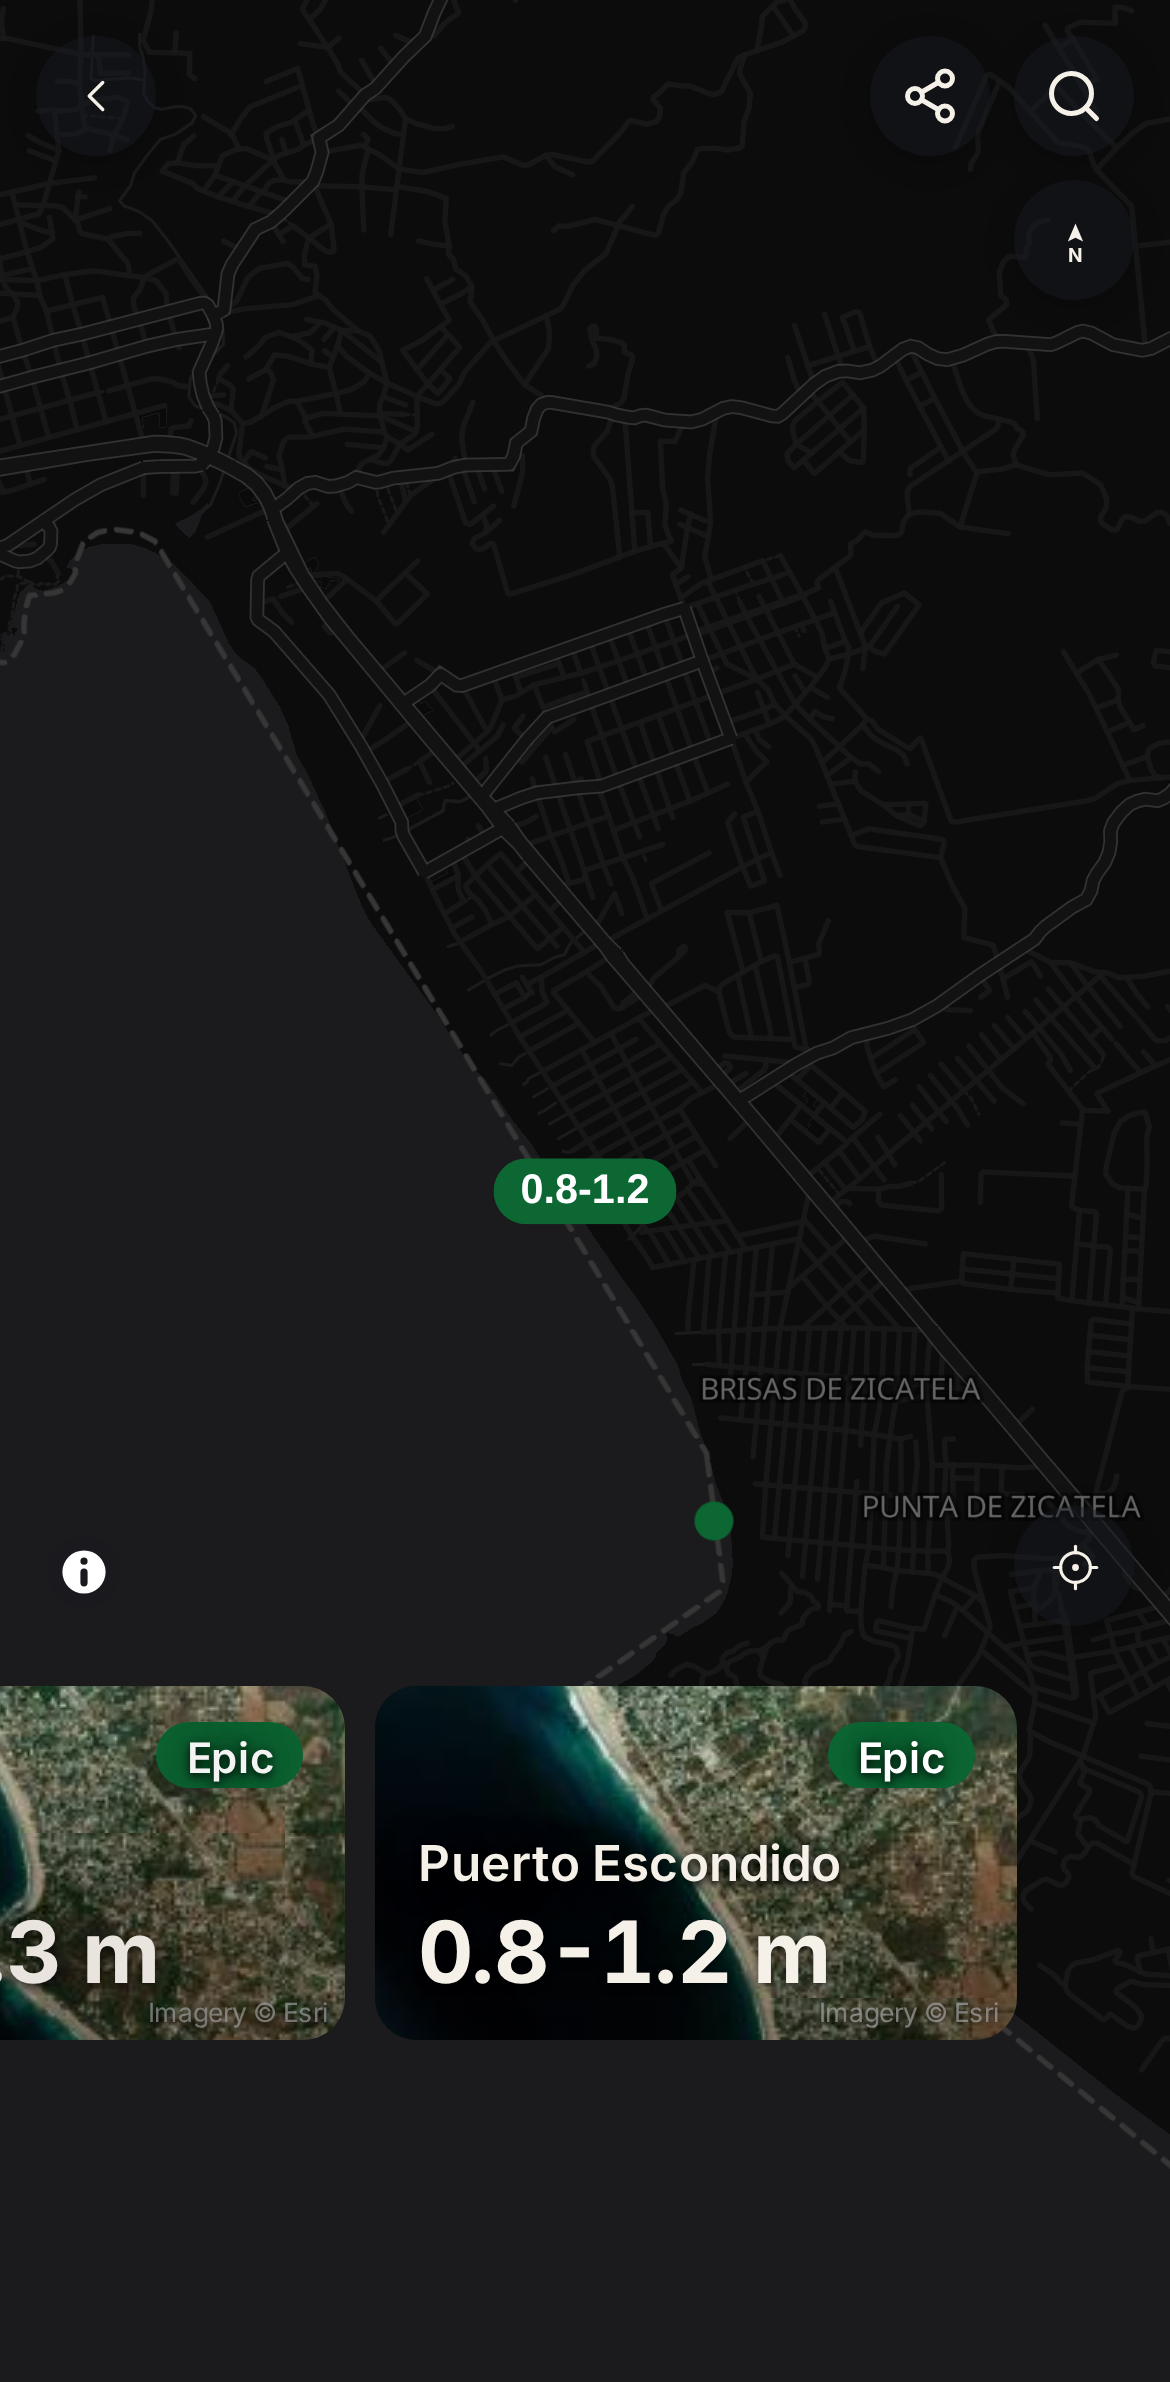 N
0.8-1.2
BRISAS DE ZICATELA
PUNTA DE ZICATELA
Epic
.3 m
Imagery © Esri
Epic
Puerto Escondido
0.8-1.2 m
Imagery © Esri